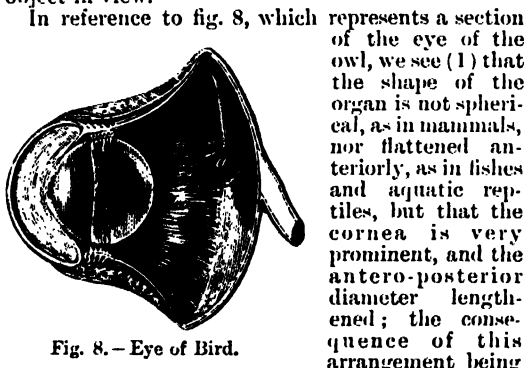 In reference to fig. 8, which represents a section
of the eye of the
owl, we see (1) that
the shape of the
organ is not spheri-
cal, as in mammals,
nor flattened an-
teriorly, as in fishes
and aquatic rep-
tiles, but that the
cornea is very
prominent, and the
antero-posterior
diameter length-
ened; the conse-
quence of this
arrangement being
Fig. 8.—Eye of Bird.